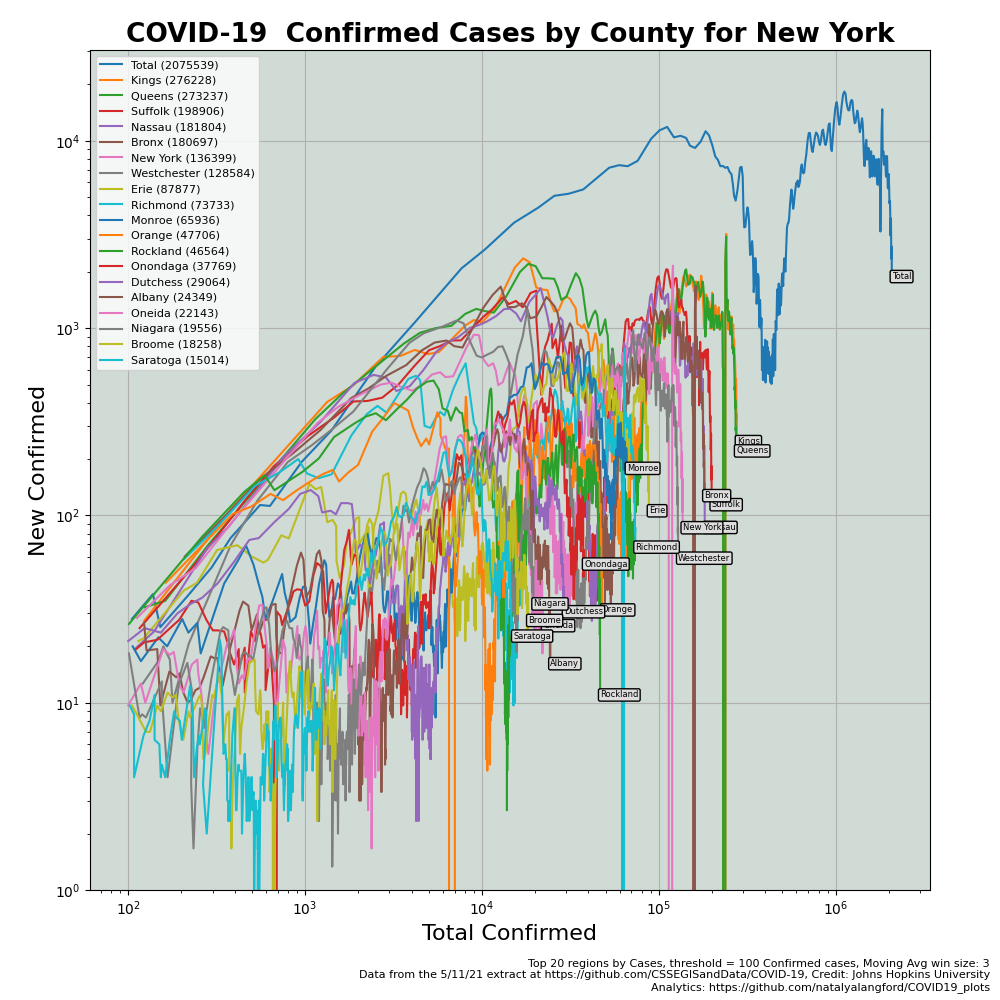 COVID-19  Confirmed Cases by County for New York
Total (2075539)
Kings (276228)
Queens (273237)
Suffolk (198906)
Nassau (181804)
Bronx (180697)
New York (136399)
Westchester (128584)
Erie (87877)
Richmond (73733)
Monroe (65936)
Orange (47706)
Rockland (46564)
Onondaga (37769)
Dutchess (29064)
Albany (24349)
Oneida (22143)
Niagara (19556)
Broome (18258)
Saratoga (15014)
New Confirmed
10^4
10^3
10^2
10^1
10^0
Total
Kings
Queens
Monroe
Bronx
Suffolk
Erie
New York
Richmond
Westchester
Onondaga
Niagara
Dutchess
Orange
Broome
Saratoga
Albany
Rockland
10^2
10^3
10^4
10^5
10^6
Total Confirmed
Top 20 regions by Cases, threshold = 100 Confirmed cases, Moving Avg win size: 3
Data from the 5/11/21 extract at https://github.com/CSSEGISandData/COVID-19, Credit: Johns Hopkins University
Analytics: https://github.com/natalyalangford/COVID19_plots